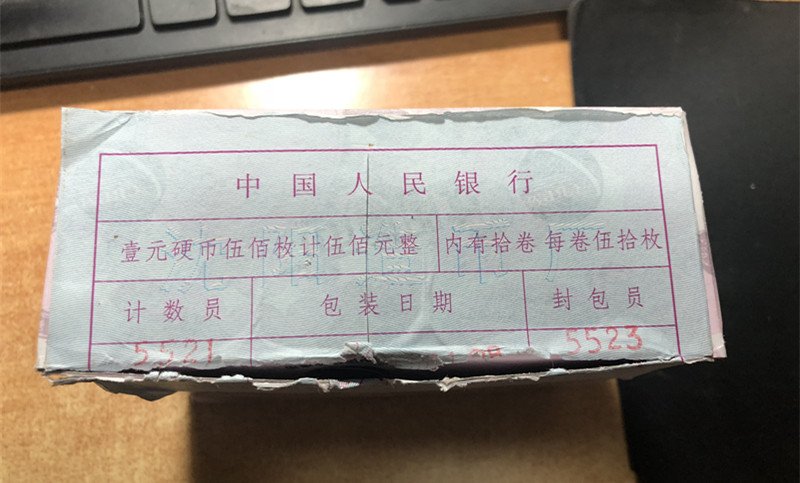 中国人民银行
壹元硬币伍佰枚计伍佰元整 内有拾卷 每卷伍拾枚
计数员 包装日期 封包员
5521 5523